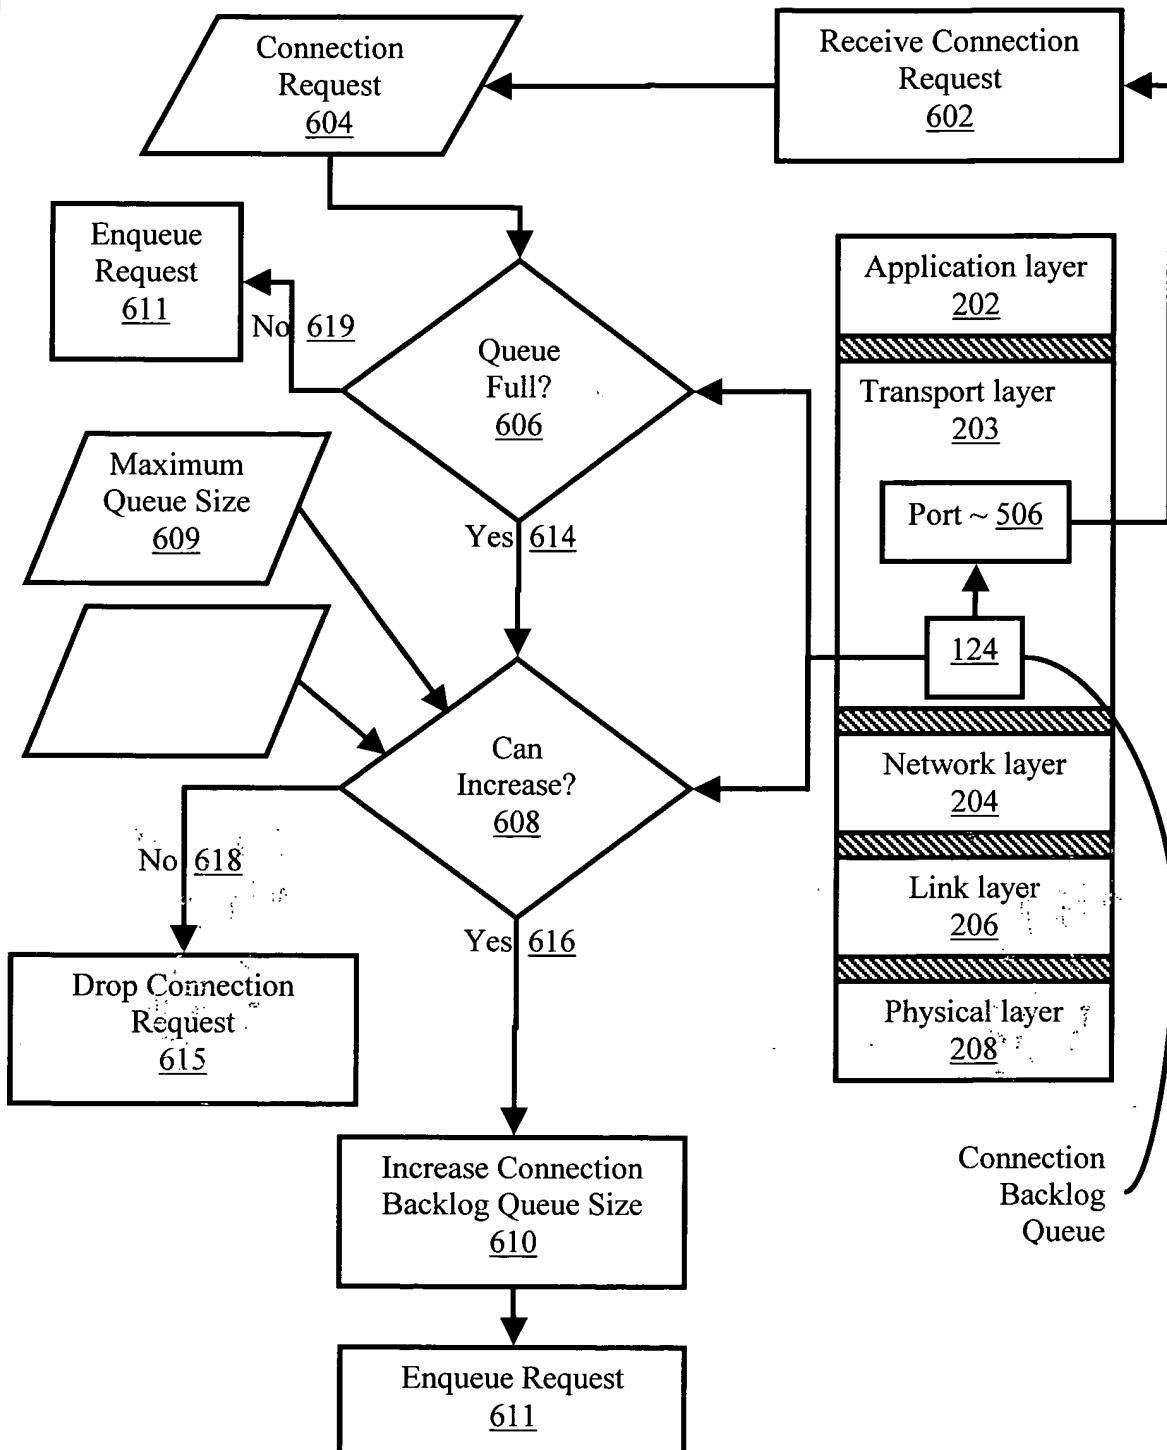 Connection
Request
604
Receive Connection
Request
602
Enqueue
Request
611
No 619
Queue
Full?
606
Application layer
202
Transport layer
203
Port ~ 506
124
Maximum
Queue Size
609
Yes 614
Can
Increase?
608
Network layer
204
No 618
Link layer
206
Yes 616
Drop Connection
Request
615
Physical layer
208
Increase Connection
Backlog Queue Size
610
Connection
Backlog
Queue
Enqueue Request
611